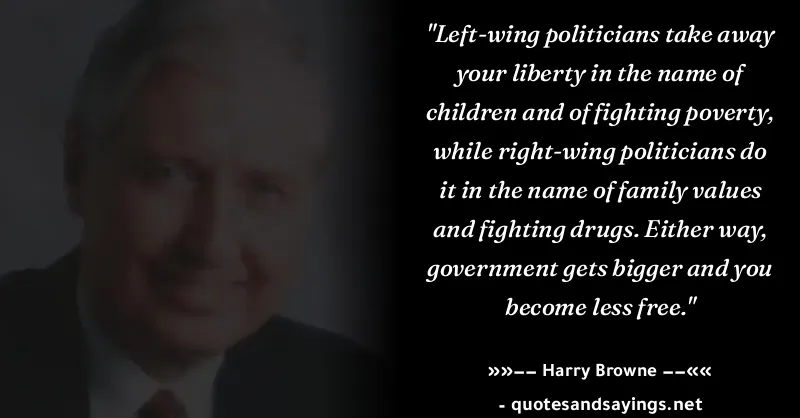 "Left-wing politicians take away
your liberty in the name of
children and of fighting poverty,
while right-wing politicians do
it in the name of family values
and fighting drugs. Either way,
government gets bigger and you
become less free."
»»–– Harry Browne ––««
- quotesandsayings.net